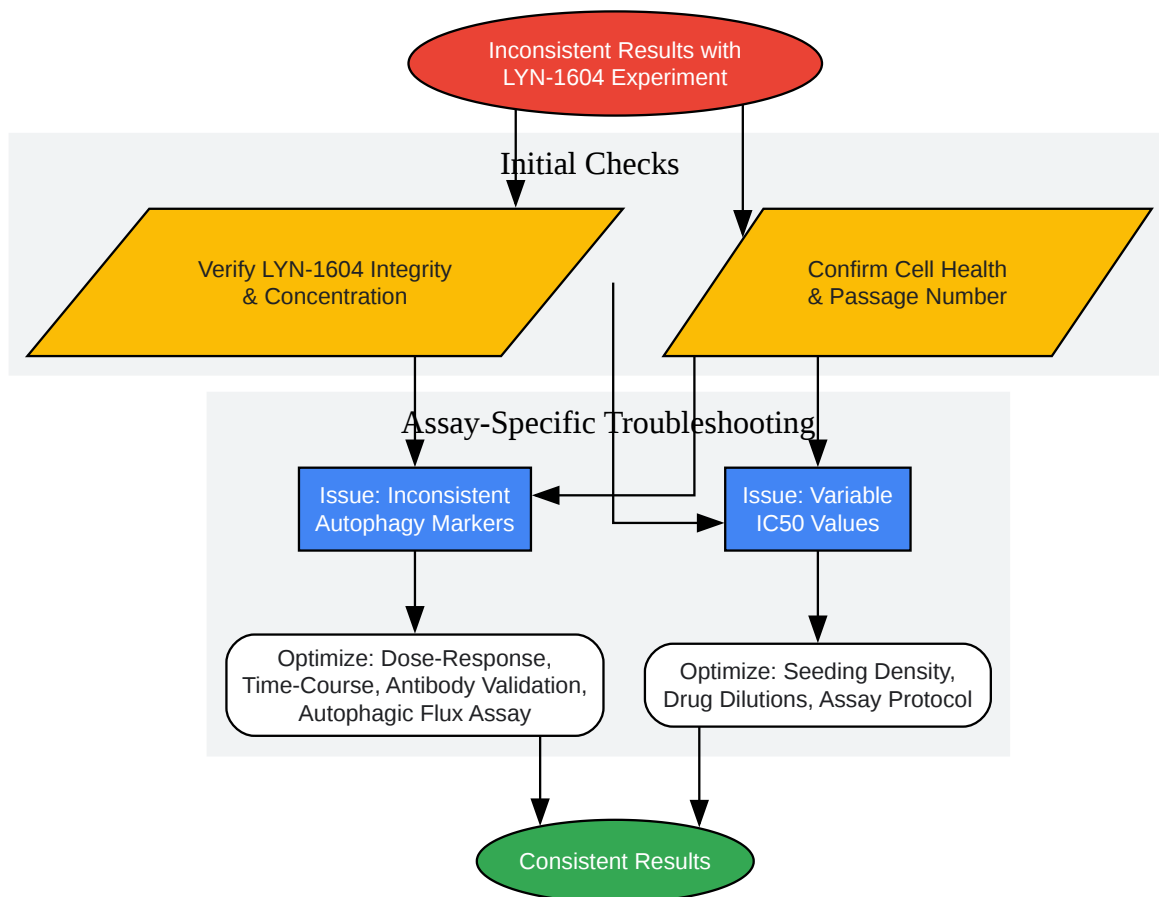 Inconsistent Results with
LYN-1604 Experiment
Initial Checks
Verify LYN-1604 Integrity
& Concentration
Confirm Cell Health
& Passage Number
Assay-Specific Troubleshooting
Issue: Inconsistent
Autophagy Markers
Issue: Variable
IC50 Values
Optimize: Dose-Response,
Time-Course, Antibody Validation,
Autophagic Flux Assay
Optimize: Seeding Density,
Drug Dilutions, Assay Protocol
Consistent Results